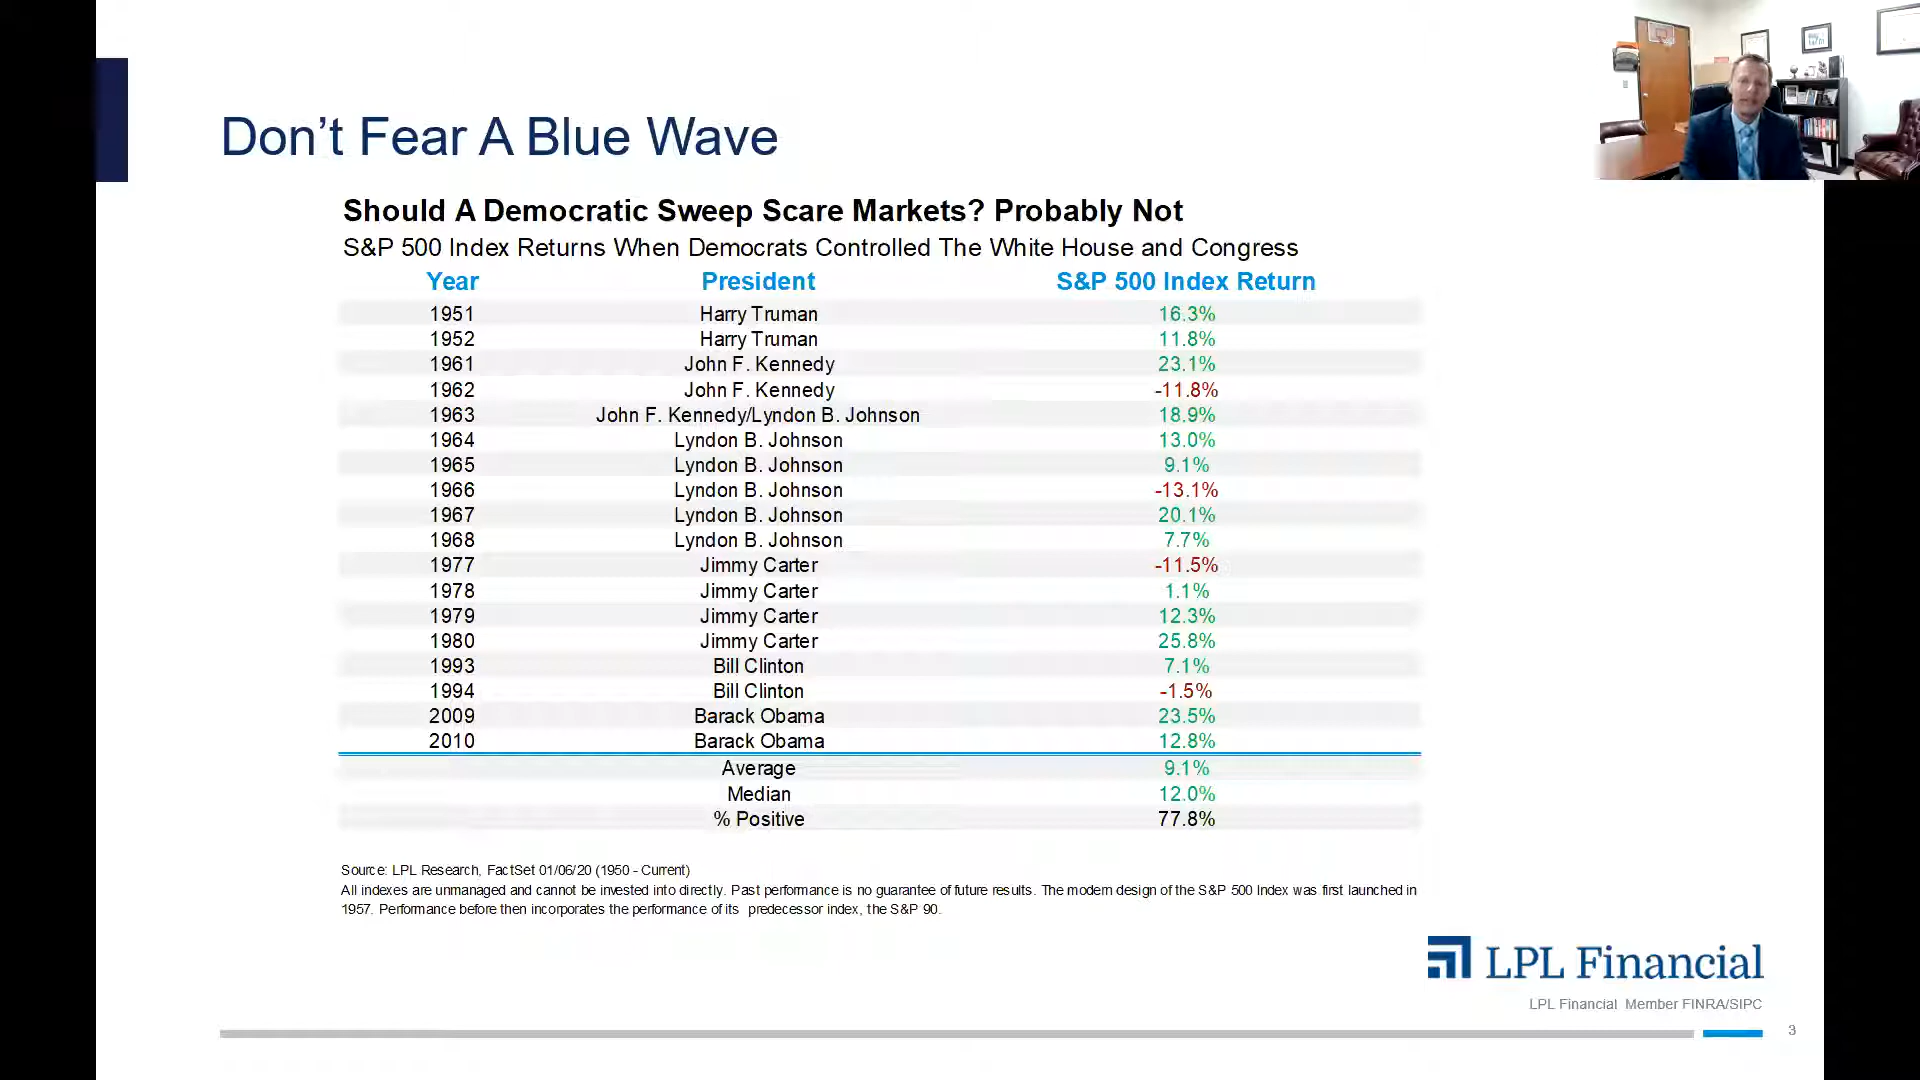 Don’t Fear A Blue Wave
Should A Democratic Sweep Scare Markets? Probably Not
S&P 500 Index Returns When Democrats Controlled The White House and Congress
Year President S&P 500 Index Return
1951 Harry Truman 16.3%
1952 Harry Truman 11.8%
1961 John F. Kennedy 23.1%
1962 John F. Kennedy -11.8%
1963 John F. Kennedy/Lyndon B. Johnson 18.9%
1964 Lyndon B. Johnson 13.0%
1965 Lyndon B. Johnson 9.1%
1966 Lyndon B. Johnson -13.1%
1967 Lyndon B. Johnson 20.1%
1968 Lyndon B. Johnson 7.7%
1977 Jimmy Carter -11.5%
1978 Jimmy Carter 1.1%
1979 Jimmy Carter 12.3%
1980 Jimmy Carter 25.8%
1993 Bill Clinton 7.1%
1994 Bill Clinton -1.5%
2009 Barack Obama 23.5%
2010 Barack Obama 12.8%
Average 9.1%
Median 12.0%
% Positive 77.8%
Source: LPL Research, FactSet 01/06/20 (1950 - Current)
All indexes are unmanaged and cannot be invested into directly. Past performance is no guarantee of future results. The modern design of the S&P 500 Index was first launched in
1957. Performance before then incorporates the performance of its predecessor index, the S&P 90.
LPL Financial
LPL Financial Member FINRA/SIPC
3